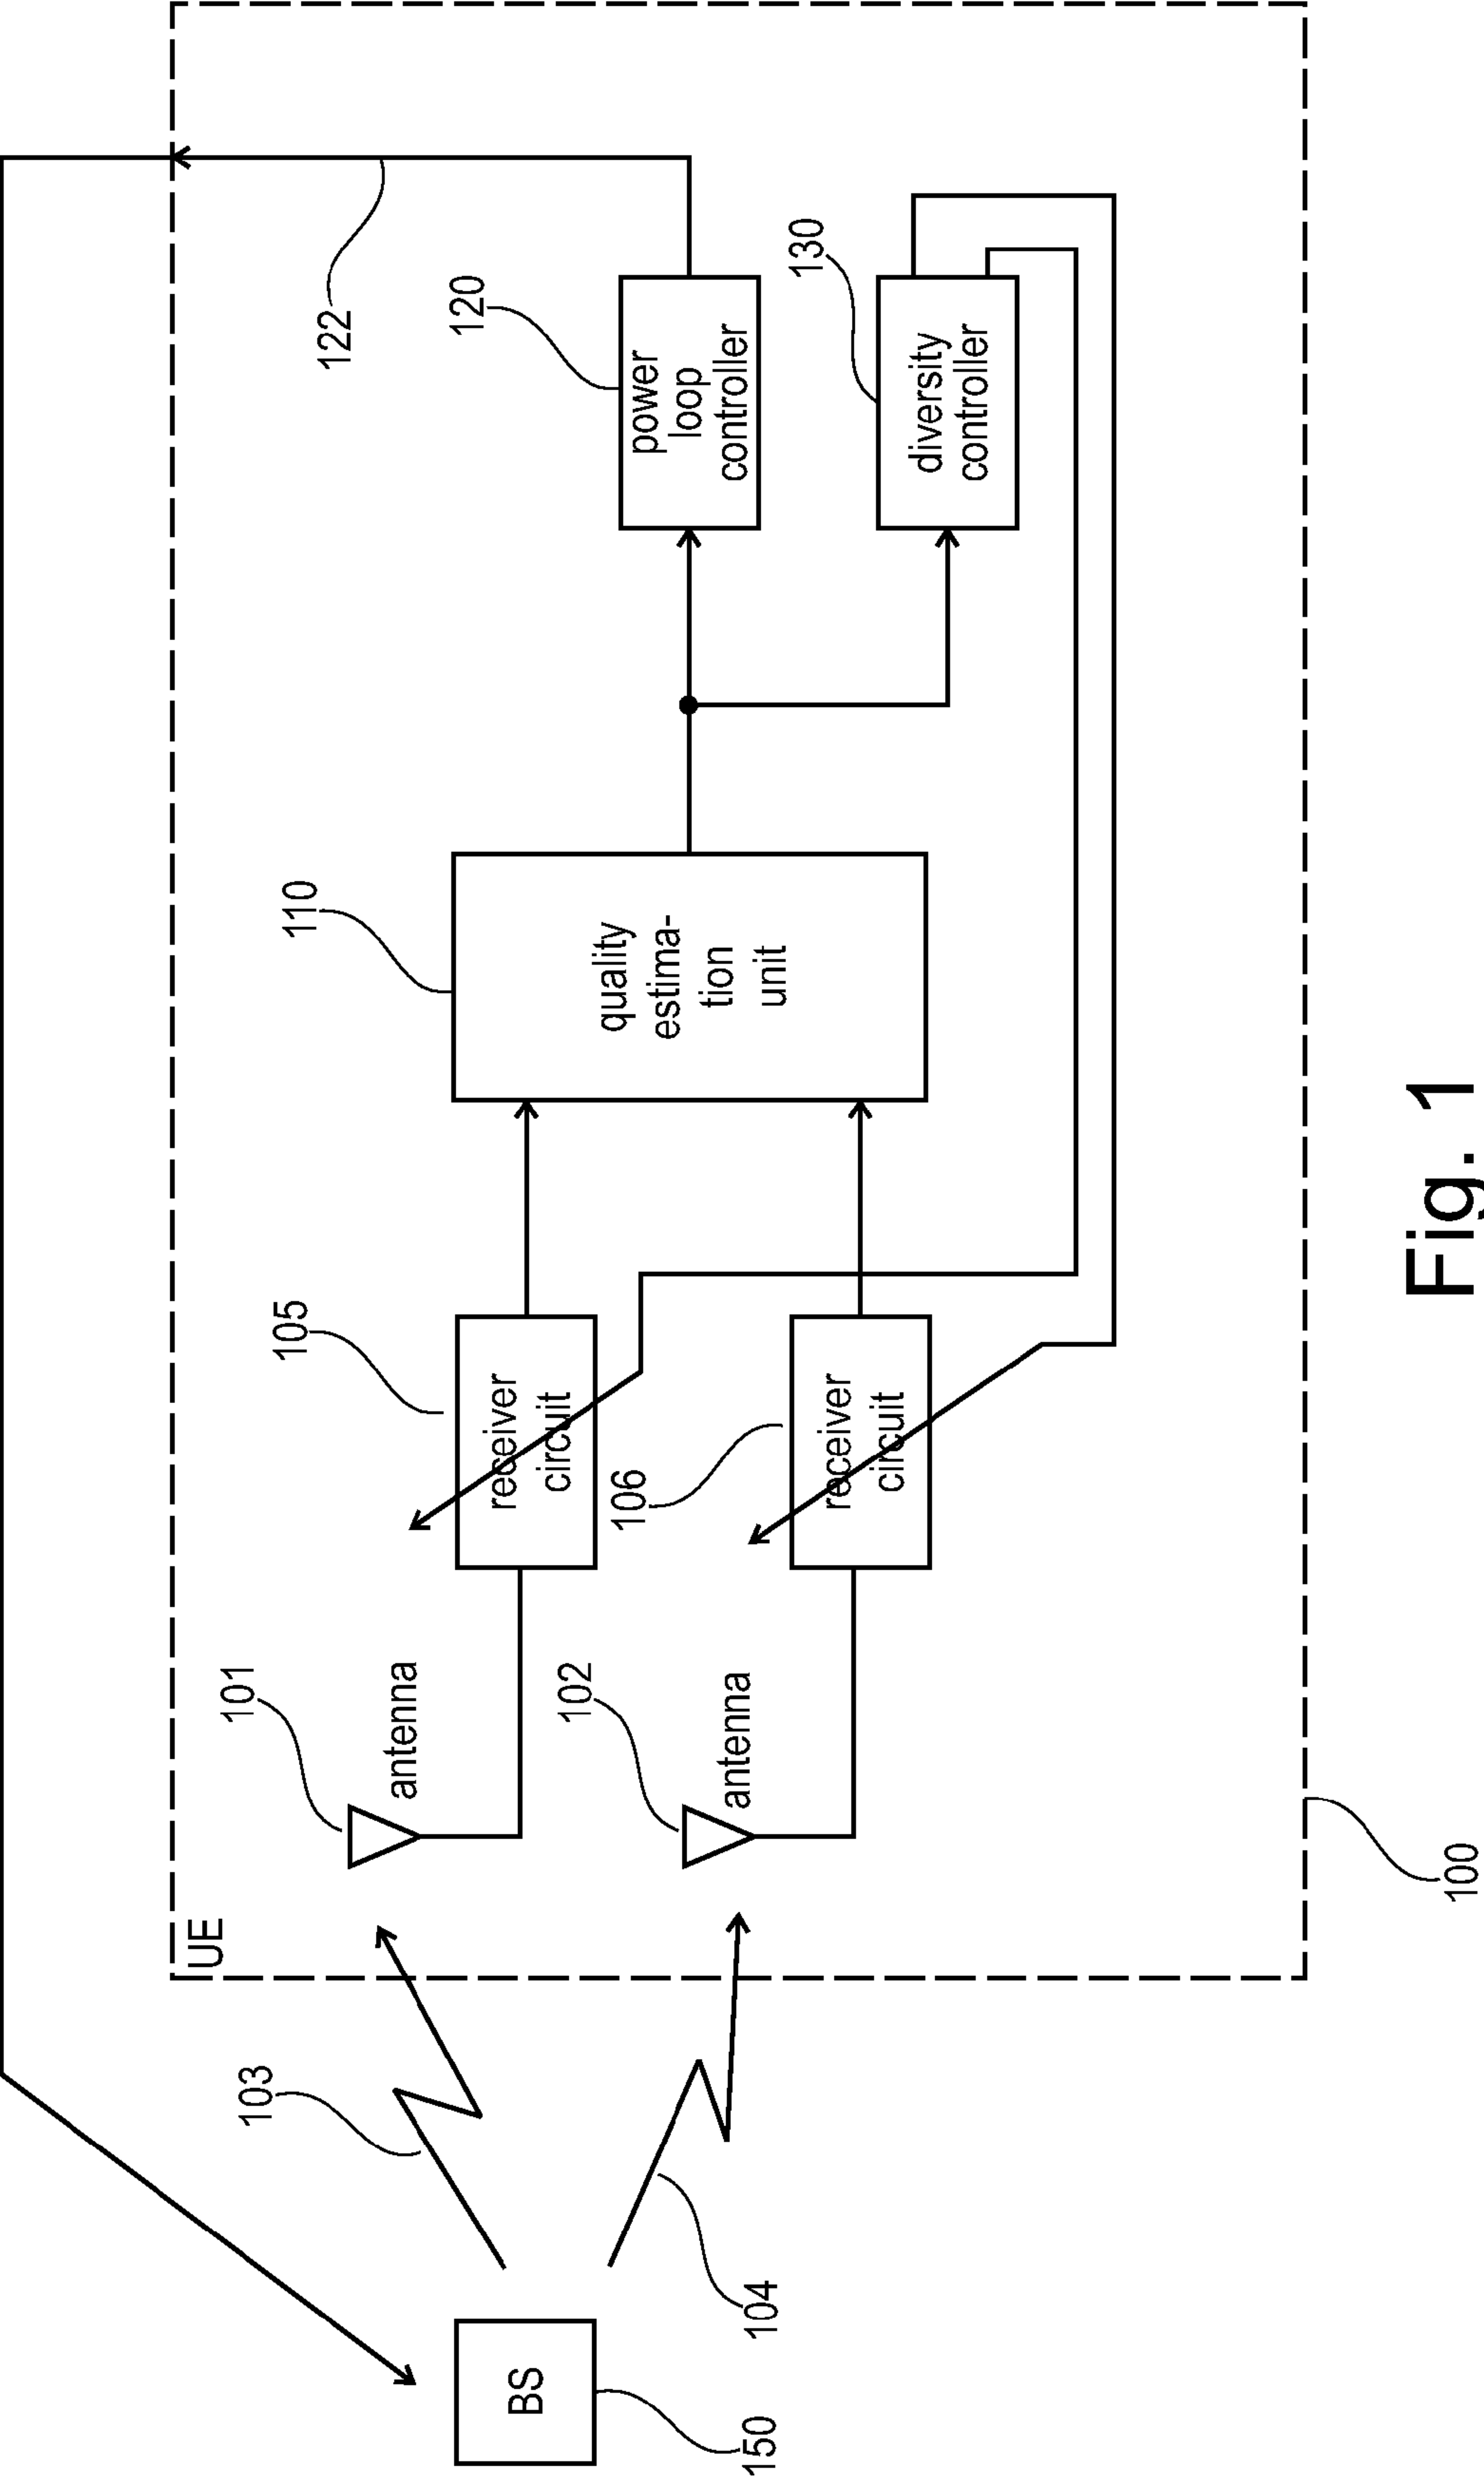 UE
122
120
power
loop
controller
130
diversity
controller
110
quality
estima-
tion
unit
105
receiver
circuit
106
receiver
circuit
101
antenna
102
antenna
103
104
BS
150
100
Fig. 1